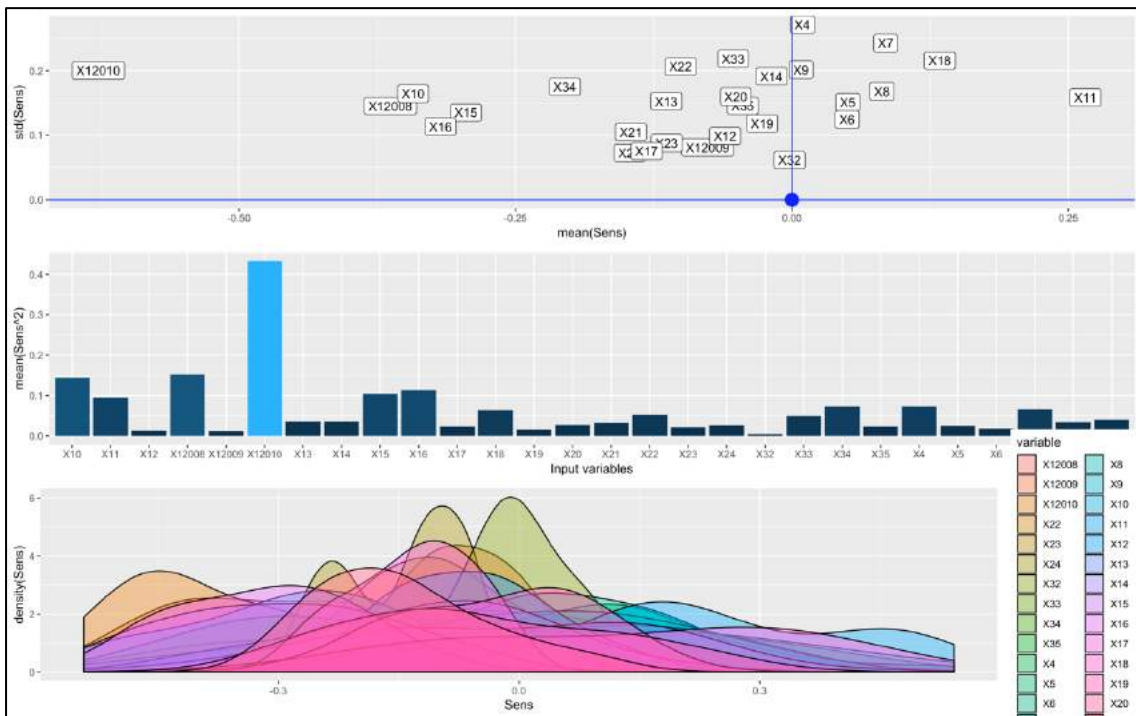 X4
X7
X33 X18
X12010 X22 X14 X9
X34
X10 X20 X8 X11
X12008 X13 X35 X5
X15
X16 X19 X6
X21 X12
X23
X17 X12009
X32
std(Sens)
0.2
0.1
0.0
-0.50 -0.25 0.00 0.25
mean(Sens)
mean(Sens^2)
0.4
0.3
0.2
0.1
0.0
X10 X11 X12 X12008 X12009 X12010 X13 X14 X15 X16 X17 X18 X19 X20 X21 X22 X23 X24 X32 X33 X34 X35 X4 X5 X6
Input variables
density(Sens)
6
4
2
0
-0.3 0.0 0.3
Sens
variable
X12008 X8
X12009 X9
X12010 X10
X22 X11
X23 X12
X24 X13
X32 X14
X33 X15
X34 X16
X35 X17
X4 X18
X5 X19
X6 X20